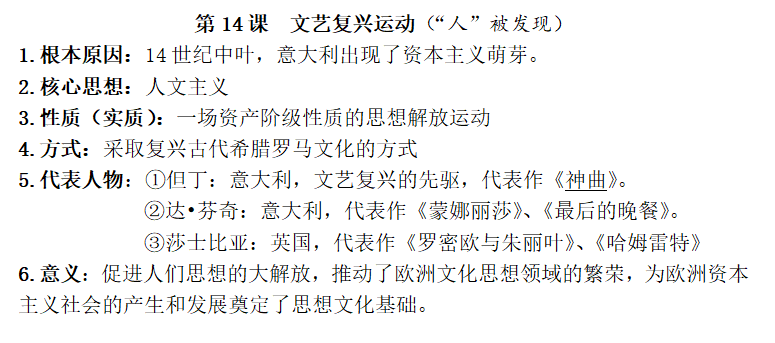 第 14 课　文艺复兴运动（“人”被发现）
1.根本原因：14 世纪中叶，意大利出现了资本主义萌芽。
2.核心思想：人文主义
3.性质（实质）：一场资产阶级性质的思想解放运动
4.方式：采取复兴古代希腊罗马文化的方式
5.代表人物：①但丁：意大利，文艺复兴的先驱，代表作《神曲》。
②达•芬奇：意大利，代表作《蒙娜丽莎》、《最后的晚餐》。
③莎士比亚：英国，代表作《罗密欧与朱丽叶》、《哈姆雷特》
6.意义：促进人们思想的大解放，推动了欧洲文化思想领域的繁荣，为欧洲资本
主义社会的产生和发展奠定了思想文化基础。